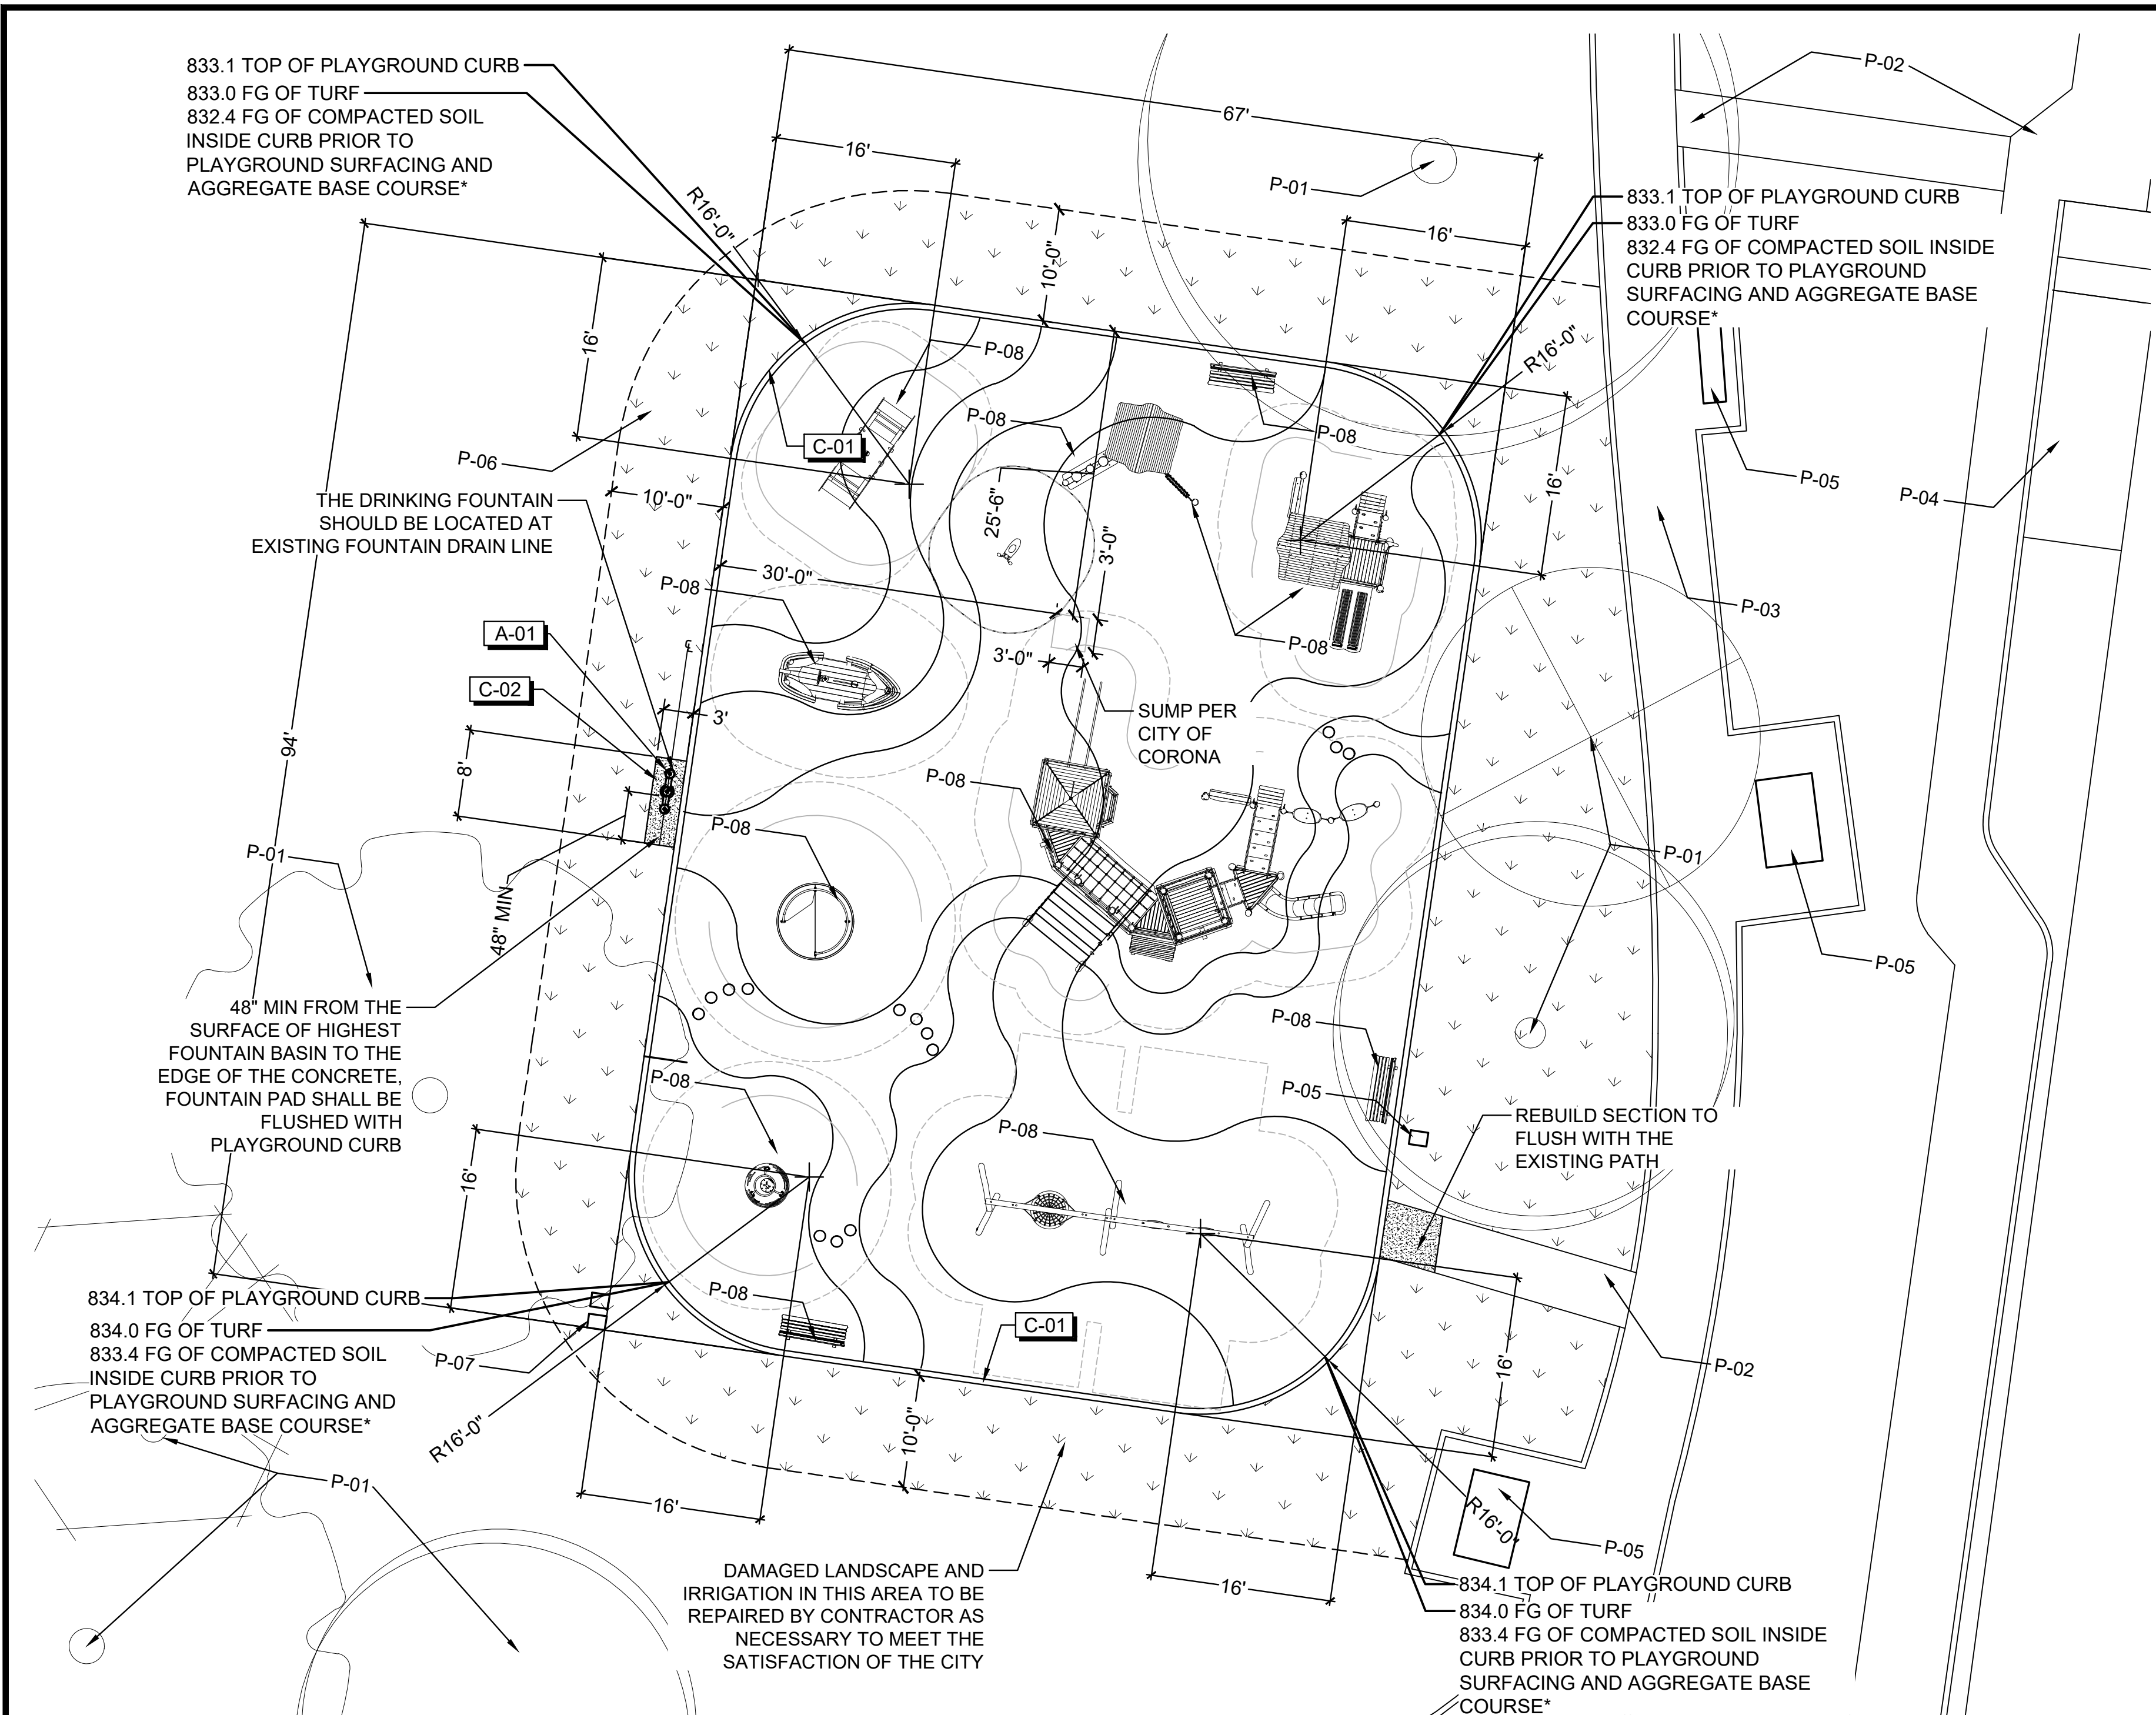 833.1 TOP OF PLAYGROUND CURB
833.0 FG OF TURF
832.4 FG OF COMPACTED SOIL
INSIDE CURB PRIOR TO
PLAYGROUND SURFACING AND
AGGREGATE BASE COURSE*
67'
16'
R16'-0"
10'-0"
P-01
P-02
16'
833.1 TOP OF PLAYGROUND CURB
833.0 FG OF TURF
832.4 FG OF COMPACTED SOIL INSIDE
CURB PRIOR TO PLAYGROUND
SURFACING AND AGGREGATE BASE
COURSE*
R16'-0"
16'
P-08
P-08
P-08
C-01
P-06
10'-0"
25'-6"
3'-0"
16'
P-05
P-04
THE DRINKING FOUNTAIN
SHOULD BE LOCATED AT
EXISTING FOUNTAIN DRAIN LINE
P-08
30'-0"
P-03
A-01
3'-0"
P-08
C-02
3'
SUMP PER
CITY OF
CORONA
94'
8'
P-08
P-08
P-01
P-01
48" MIN
P-05
48" MIN FROM THE
SURFACE OF HIGHEST
FOUNTAIN BASIN TO THE
EDGE OF THE CONCRETE,
FOUNTAIN PAD SHALL BE
FLUSHED WITH
PLAYGROUND CURB
P-08
P-08
P-05
P-08
REBUILD SECTION TO
FLUSH WITH THE
EXISTING PATH
16'
834.1 TOP OF PLAYGROUND CURB
834.0 FG OF TURF
833.4 FG OF COMPACTED SOIL
INSIDE CURB PRIOR TO
PLAYGROUND SURFACING AND
AGGREGATE BASE COURSE*
P-08
C-01
P-07
16'
P-02
R16'-0"
10'-0"
P-01
16'
R16'-0"
P-05
DAMAGED LANDSCAPE AND
IRRIGATION IN THIS AREA TO BE
REPAIRED BY CONTRACTOR AS
NECESSARY TO MEET THE
SATISFACTION OF THE CITY
16'
834.1 TOP OF PLAYGROUND CURB
834.0 FG OF TURF
833.4 FG OF COMPACTED SOIL INSIDE
CURB PRIOR TO PLAYGROUND
SURFACING AND AGGREGATE BASE
COURSE*